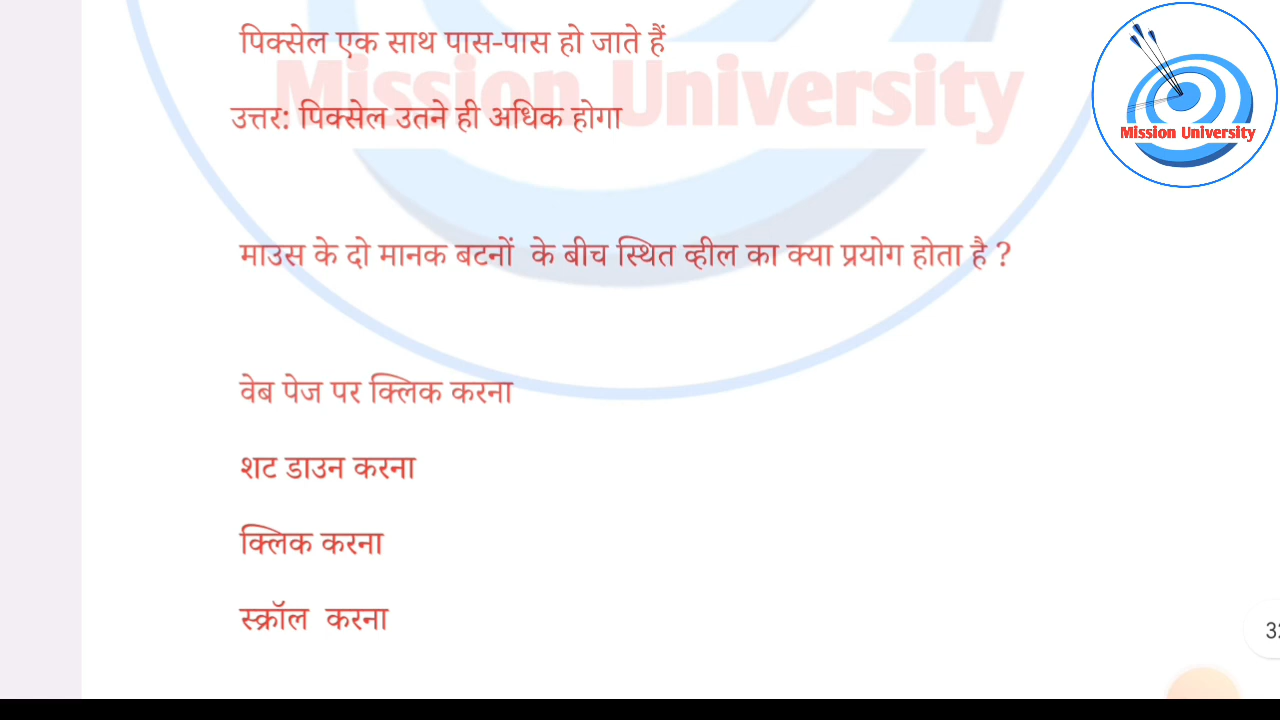 पिक्सेल एक साथ पास-पास हो जाते हैं
Mission University
उत्तर: पिक्सेल उतने ही अधिक होगा
Mission University
माउस के दो मानक बटनों के बीच स्थित व्हील का क्या प्रयोग होता है ?
वेब पेज पर क्लिक करना
शट डाउन करना
क्लिक करना
स्क्रॉल करना